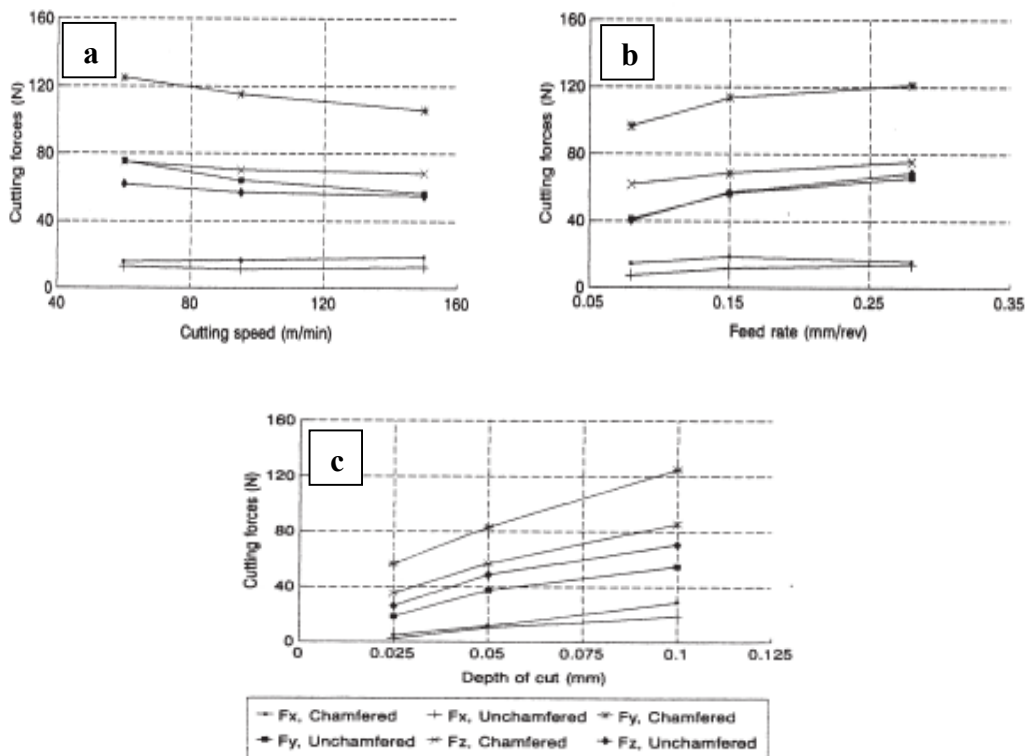 a
160
120
80
40
0
Cutting forces (N)
40 80 120 160
Cutting speed (m/min)
b
160
120
80
40
0
Cutting forces (N)
0.05 0.15 0.25 0.35
Feed rate (mm/rev)
c
160
120
80
40
0
Cutting forces (N)
0 0.025 0.05 0.075 0.1 0.125
Depth of cut (mm)
Fx, Chamfered Fx, Unchamfered Fy, Chamfered
Fy, Unchamfered Fz, Chamfered Fz, Unchamfered